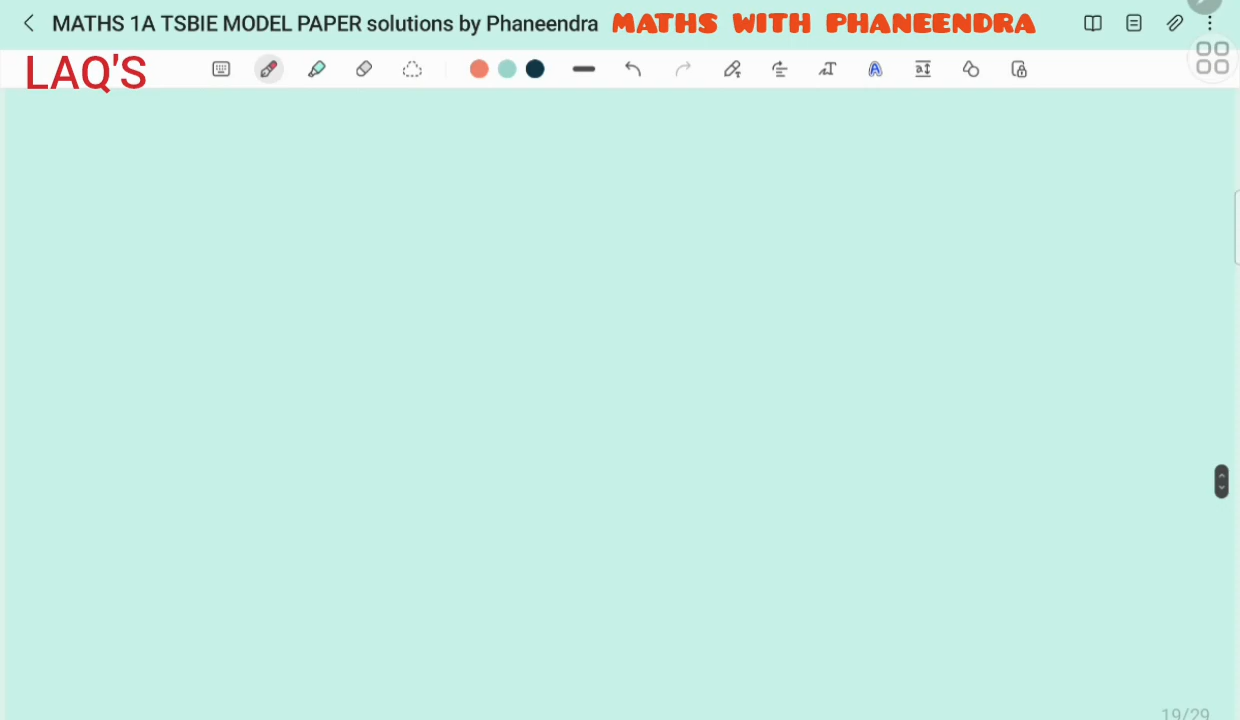 MATHS 1A TSBIE MODEL PAPER solutions by Phaneendra MATHS WITH PHANEENDRA
LAQ'S
19/29